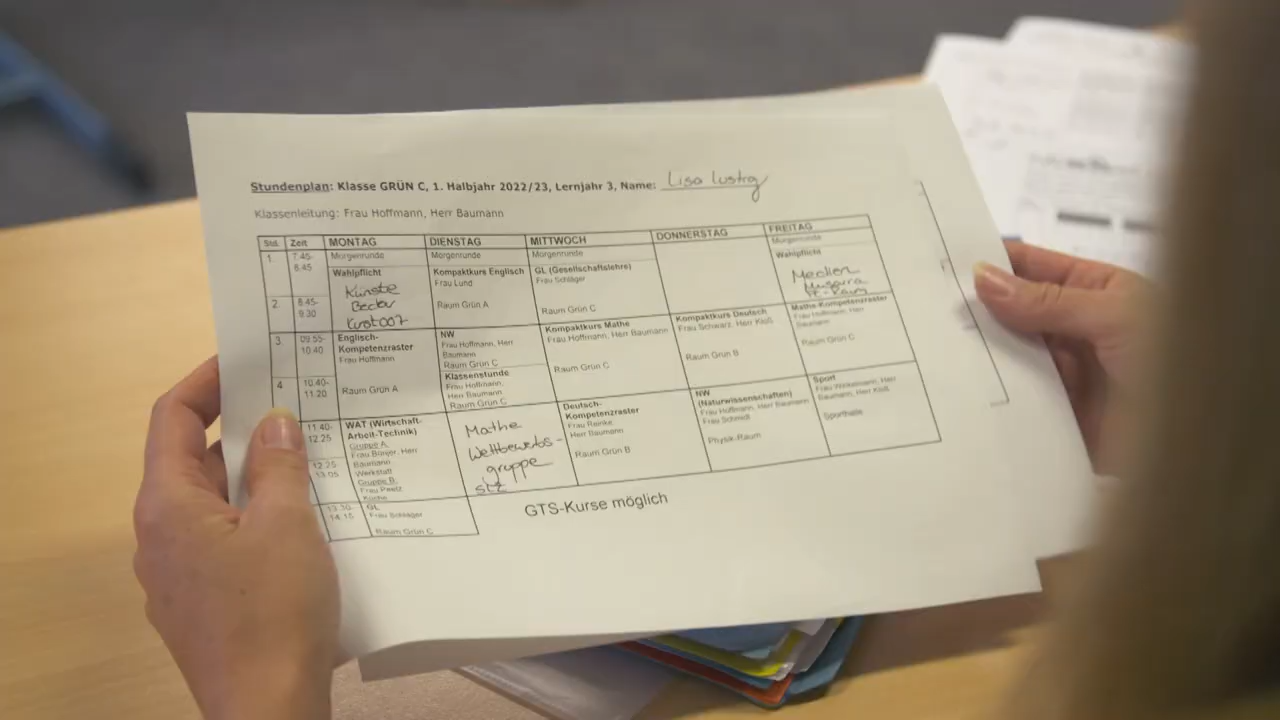 Stundenplan: Klasse GRÜN C, 1. Halbjahr 2022/23, Lernjahr 3, Name: Lisa Lustig
Klassenleitung: Frau Hoffmann, Herr Baumann
Std. Zeit MONTAG DIENSTAG MITTWOCH DONNERSTAG FREITAG
1. 7.45-
8.45
Morgenrunde
Wahlpflicht
Künste
Becker
Morgenrunde
Kompaktkurs Englisch
Frau Lund
Raum Grün A
Morgenrunde
GL (Gesellschaftslehre)
Frau Schläger
Raum Grün C
Morgenrunde
Wahlpflicht
Medien
2. 8.45-
9.30
3. 09.55-
10.40
Englisch-
Kompetenzraster
Frau Hoffmann
Raum Grün A
NW
Frau Hoffmann, Herr
Baumann
Raum Grün C
Kompaktkurs Mathe
Frau Hoffmann, Herr Baumann
Raum Grün C
Kompaktkurs Deutsch
Frau Schwarz, Herr Kloß
Raum Grün B
Mathe-Kompetenzraster
Frau Hoffmann, Herr
Baumann
Raum Grün C
4 10.40-
11.20
Klassenstunde
Frau Hoffmann,
Herr Baumann
Raum Grün C
11.40-
12.25
12.25-
13.05
WAT (Wirtschaft-
Arbeit-Technik)
Gruppe A
Frau Bonjer, Herr
Baumann
Werkstatt
Gruppe B
Küche
Mathe
Wettbewerbs-
gruppe
slz
Deutsch-
Kompetenzraster
Frau Reinke
Herr Baumann
Raum Grün B
NW
(Naturwissenschaften)
Frau Hoffmann, Herr Baumann
Frau Schmidt
Physik-Raum
Sport
Frau Winkelmann, Herr
Baumann, Herr Kloß
Sporthalle
13.30-
14.15
GL
Frau Schläger
Raum Grün C
GTS-Kurse möglich